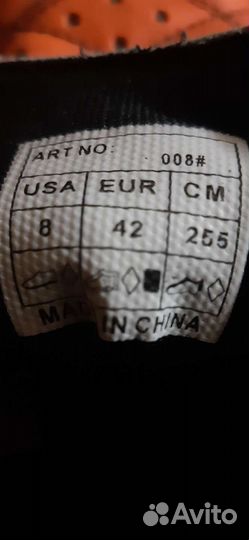 ART NO: 008#
USA EUR CM
8 42 255
MADE IN CHINA
Avito